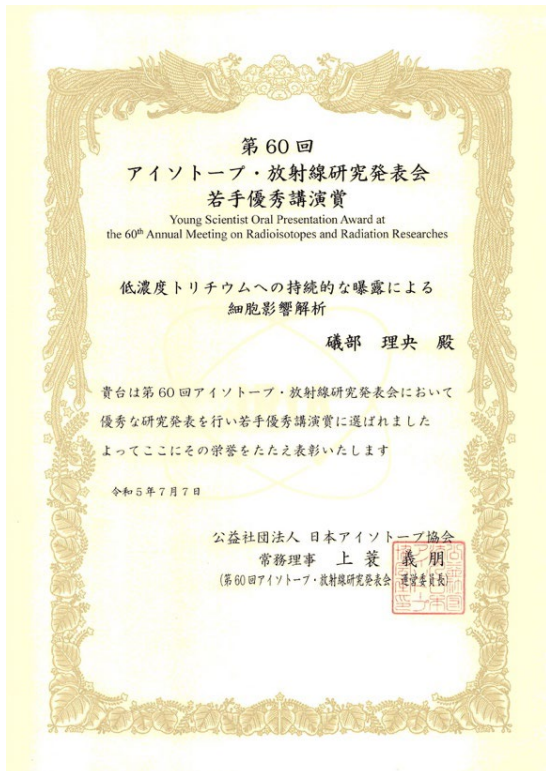 第60回
アイソトープ・放射線研究発表会
若手優秀講演賞
Young Scientist Oral Presentation Award at
the 60th Annual Meeting on Radioisotopes and Radiation Researches
低濃度トリチウムへの持続的な曝露による
細胞影響解析
礒部 理央 殿
貴台は第60回アイソトープ・放射線研究発表会において
優秀な研究発表を行い若手優秀講演賞に選ばれました
よってここにその栄誉をたたえ表彰いたします
令和5年7月7日
公益社団法人 日本アイソトープ協会
常務理事 上蓑 義朋
(第60回アイソトープ・放射線研究発表会 運営委員長)